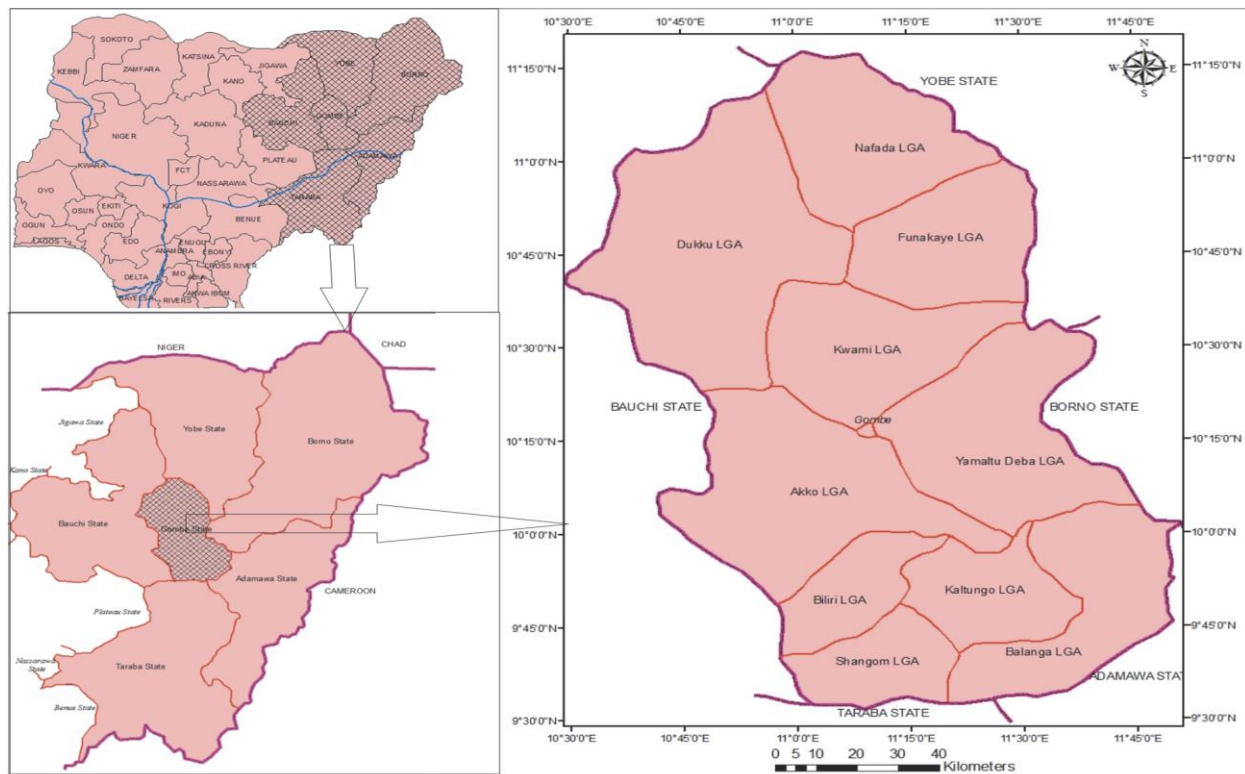 SOKOTO
KEBBI
ZAMFARA
KATSINA
KANO
JIGAWA
YOBE
BORNO
BAUCHI
GOMBE
KADUNA
NIGER
PLATEAU
ADAMAWA
FCT
NASSARAWA
KWARA
TARABA
OYO
KOGI
BENUE
OSUN
EKITI
ONDO
OGUN
LAGOS
EDO
ENUGU
ANAMBRA
EBONYI
CROSS RIVER
DELTA
IMO
ABIA
BAYELSA
RIVERS
AKWA IBOM
NIGER
CHAD
Jigawa State
Yobe State
Borno State
Kano State
Bauchi State
Gombe State
Adamawa State
CAMEROON
Plateau State
Nassarawa
State
Taraba State
Benue State
10°30'0"E 10°45'0"E 11°0'0"E 11°15'0"E 11°30'0"E 11°45'0"E
N
W E
S
11°15'0"N 11°15'0"N
YOBE STATE
Nafada LGA
11°0'0"N 11°0'0"N
Dukku LGA
Funakaye LGA
10°45'0"N 10°45'0"N
10°30'0"N 10°30'0"N
Kwami LGA
BAUCHI STATE
BORNO STATE
Gombe
10°15'0"N 10°15'0"N
Yamaltu Deba LGA
Akko LGA
10°0'0"N 10°0'0"N
Biliri LGA
Kaltungo LGA
9°45'0"N 9°45'0"N
Shangom LGA
Balanga LGA
ADAMAWA STAT
TARABA STATE
9°30'0"N 9°30'0"N
10°30'0"E 10°45'0"E 11°0'0"E 11°15'0"E 11°30'0"E 11°45'0"E
0 5 10 20 30 40
Kilometers